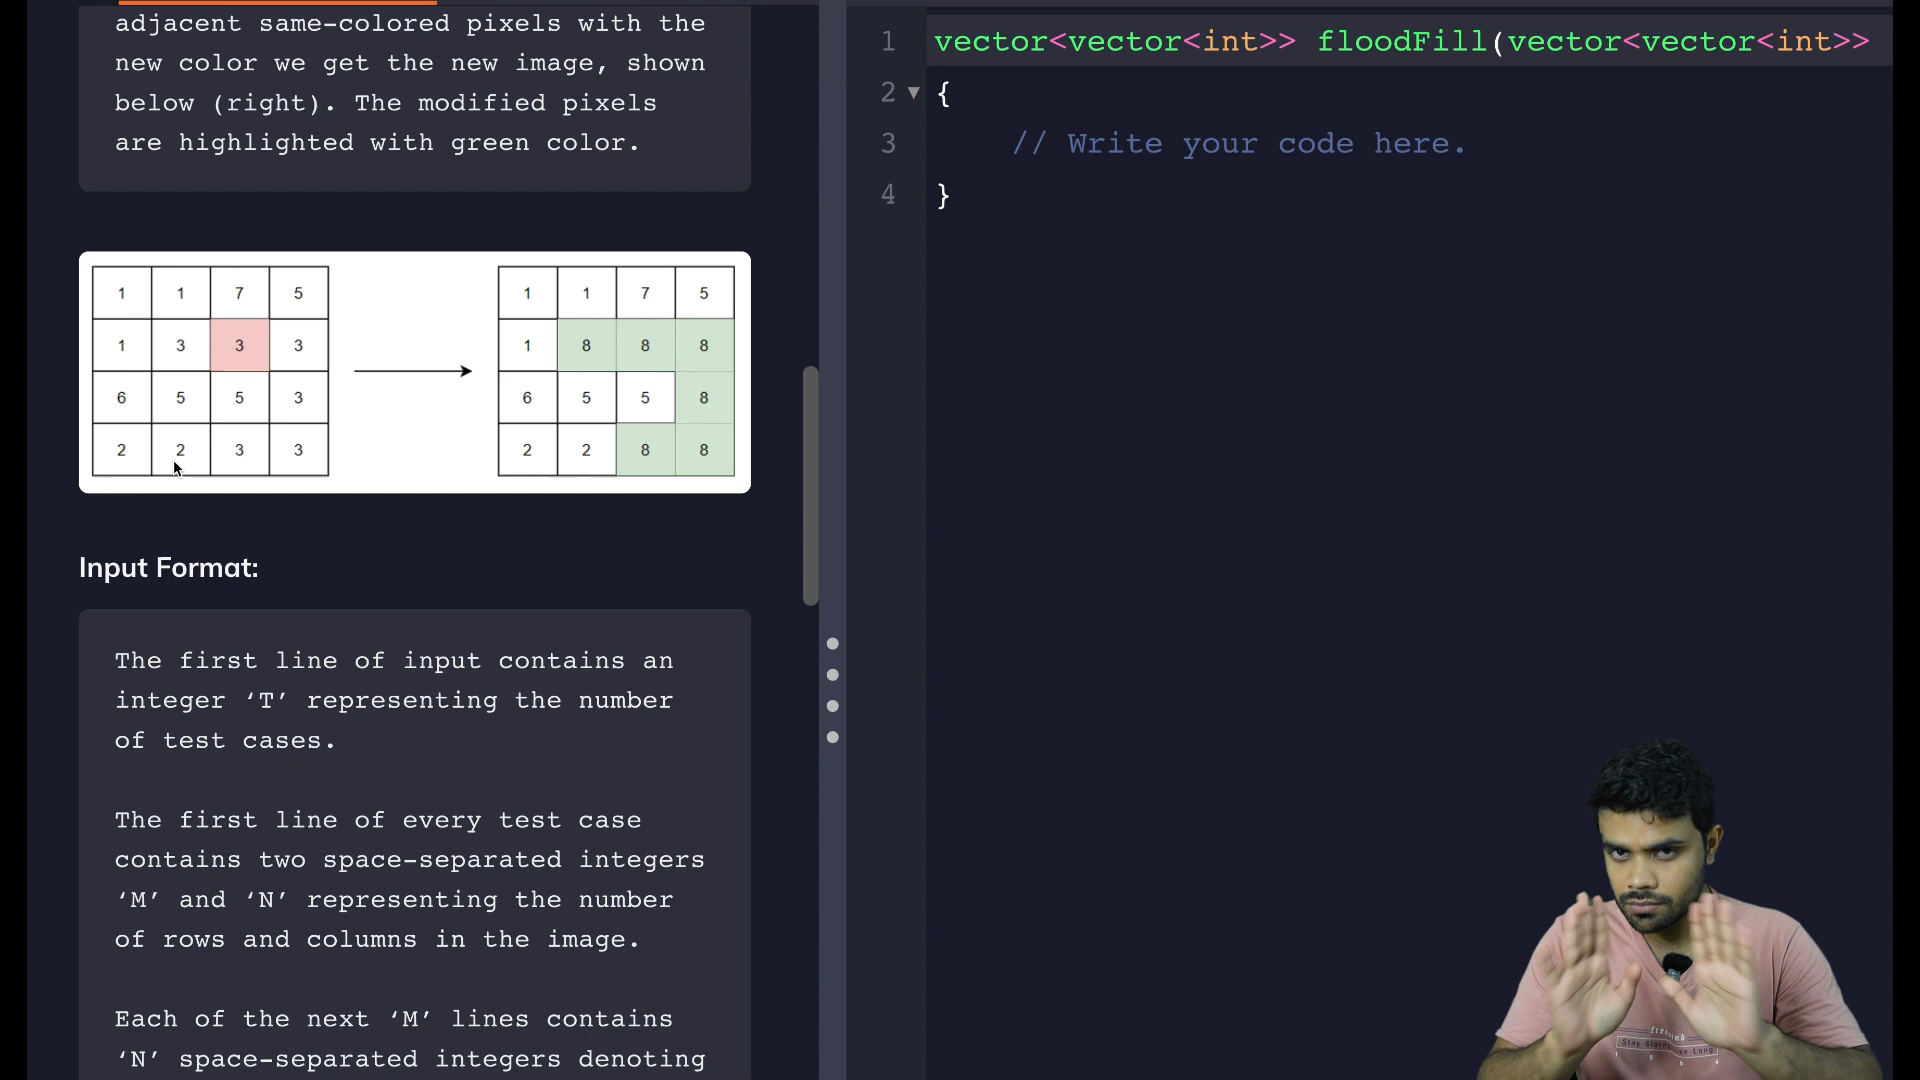 adjacent same-colored pixels with the
new color we get the new image, shown
below (right). The modified pixels
are highlighted with green color.
1 1 7 5
1 3 3 3
6 5 5 3
2 2 3 3
1 1 7 5
1 8 8 8
6 5 5 8
2 2 8 8
Input Format:
The first line of input contains an
integer ‘T’ representing the number
of test cases.
The first line of every test case
contains two space-separated integers
‘M’ and ‘N’ representing the number
of rows and columns in the image.
Each of the next ‘M’ lines contains
‘N’ space-separated integers denoting
1 vector<vector<int>> floodFill(vector<vector<int>>
2 {
3 // Write your code here.
4 }